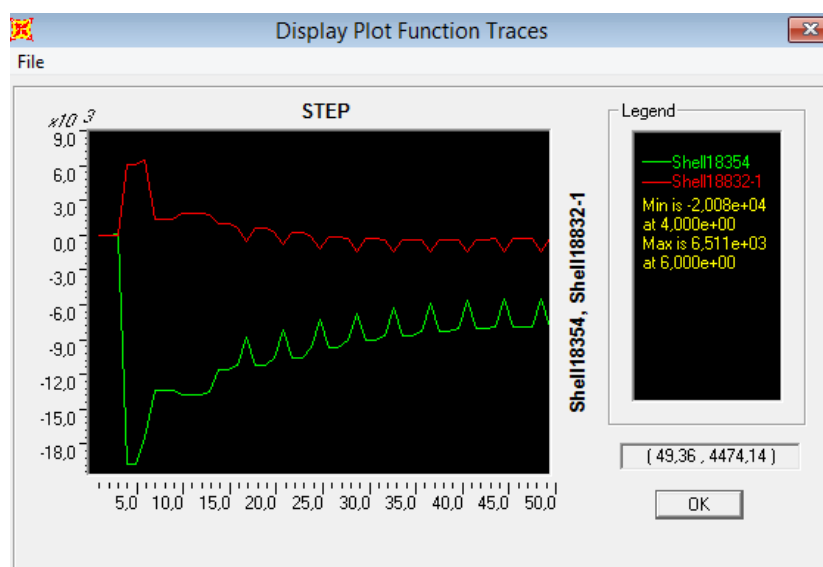 Display Plot Function Traces
File
x10 3
STEP
9,0
6,0
3,0
0,0
-3,0
-6,0
-9,0
-12,0
-15,0
-18,0
5,0 10,0 15,0 20,0 25,0 30,0 35,0 40,0 45,0 50,0
Shell18354, Shell18832-1
Legend
Shell18354
Shell18832-1
Min is -2,008e+04
at 4,000e+00
Max is 6,511e+03
at 6,000e+00
( 49,36 , 4474,14 )
OK